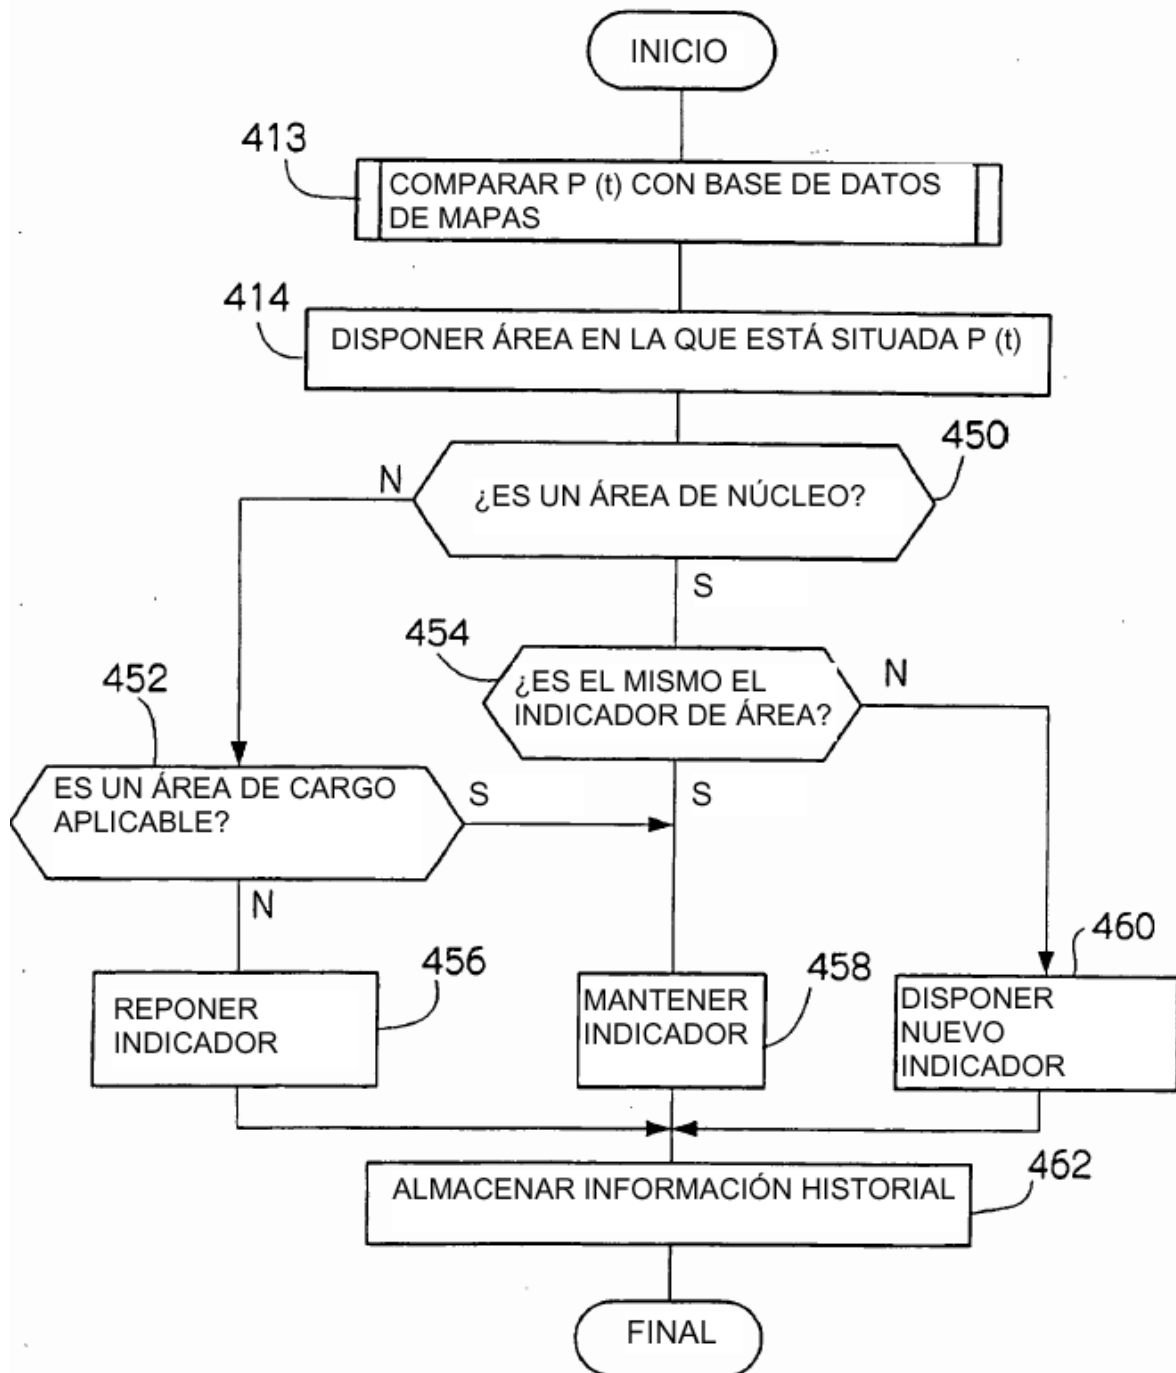 INICIO
413
COMPARAR P (t) CON BASE DE DATOS
DE MAPAS
414
DISPONER ÁREA EN LA QUE ESTÁ SITUADA P (t)
450
N
¿ES UN ÁREA DE NÚCLEO?
S
454
¿ES EL MISMO EL
INDICADOR DE ÁREA?
N
452
ES UN ÁREA DE CARGO
APLICABLE?
S
S
N
456
REPONER
INDICADOR
458
MANTENER
INDICADOR
460
DISPONER
NUEVO
INDICADOR
462
ALMACENAR INFORMACIÓN HISTORIAL
FINAL